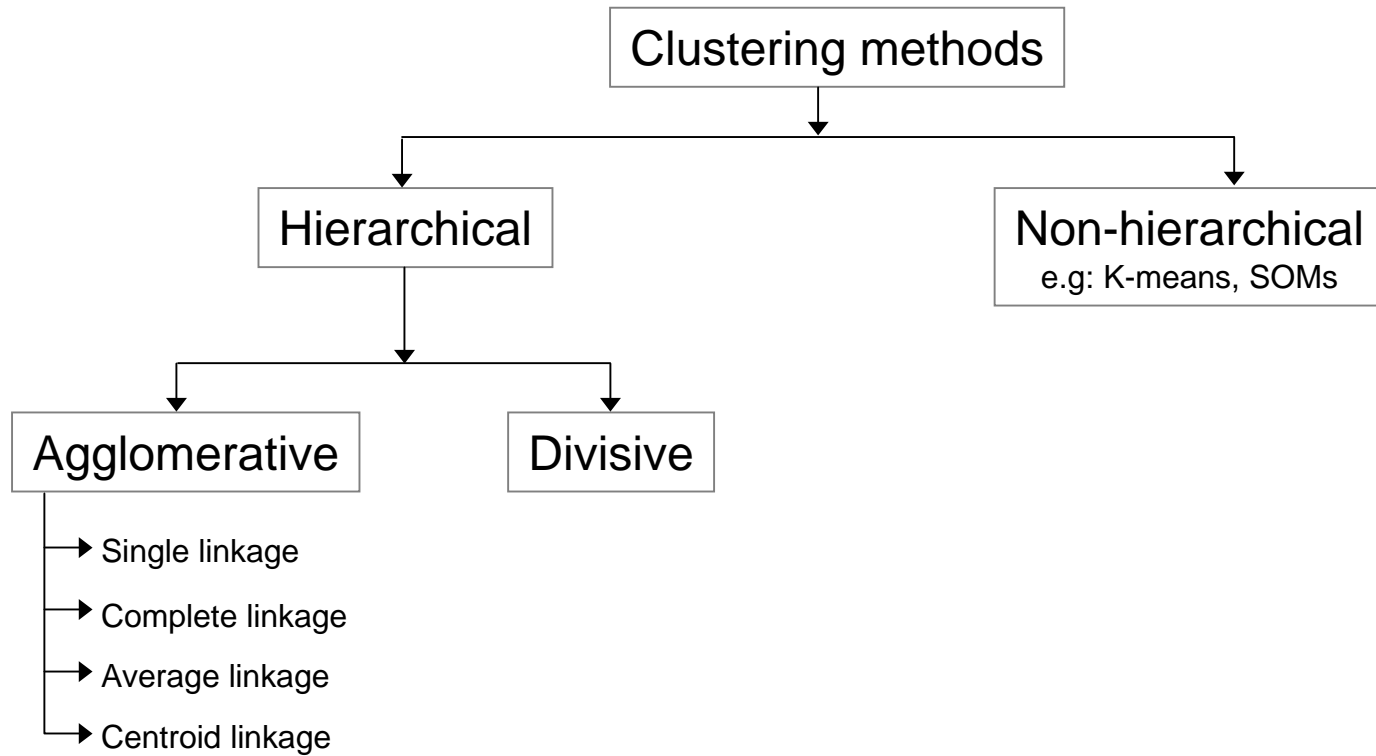 Clustering methods
Hierarchical
Non-hierarchical
e.g: K-means, SOMs
Agglomerative
Divisive
Single linkage
Complete linkage
Average linkage
Centroid linkage